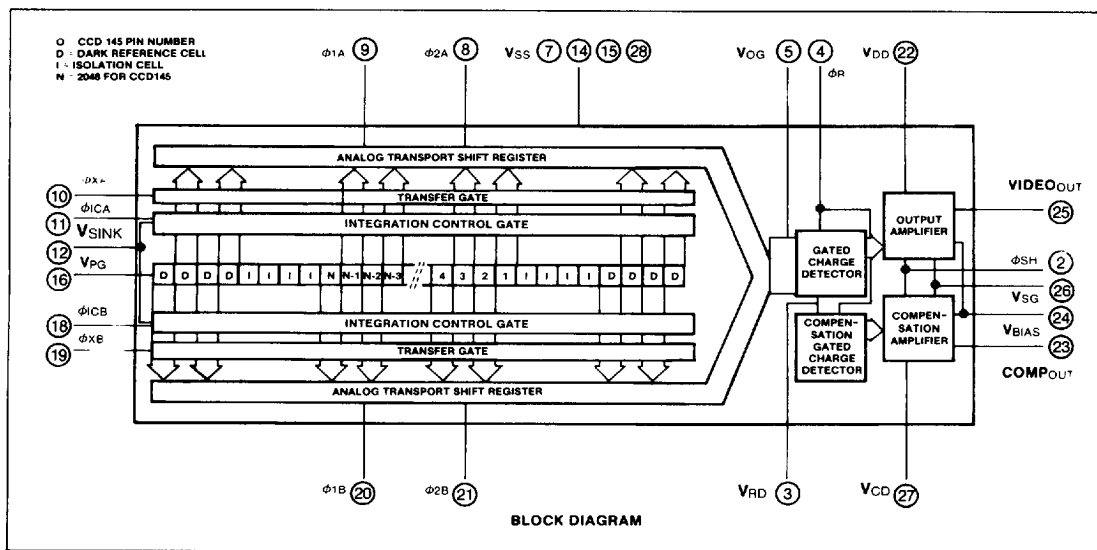 O CCD 145 PIN NUMBER
D = DARK REFERENCE CELL
I = ISOLATION CELL
N = 2048 FOR CCD145
ϕ1A 9
ϕ2A 8
VSS 7 14 15 28
VOG 5
4
ϕR
VDD 22
ANALOG TRANSPORT SHIFT REGISTER
10
TRANSFER GATE
ϕICA
11
INTEGRATION CONTROL GATE
VSINK
12
VPG
16
D D D D I I I I N N-1 N-2 N-3 // 4 3 2 1 I I I I D D D D
ϕICB
18
INTEGRATION CONTROL GATE
ϕXB
19
TRANSFER GATE
ANALOG TRANSPORT SHIFT REGISTER
GATED
CHARGE
DETECTOR
COMPEN-
SATION
GATED
CHARGE
DETECTOR
OUTPUT
AMPLIFIER
COMPEN-
SATION
AMPLIFIER
VIDEOOUT
25
ϕSH 2
26
VSG
24
VBIAS
23
COMPOUT
ϕ1B 20
ϕ2B 21
VRD 3
VCD 27
BLOCK DIAGRAM